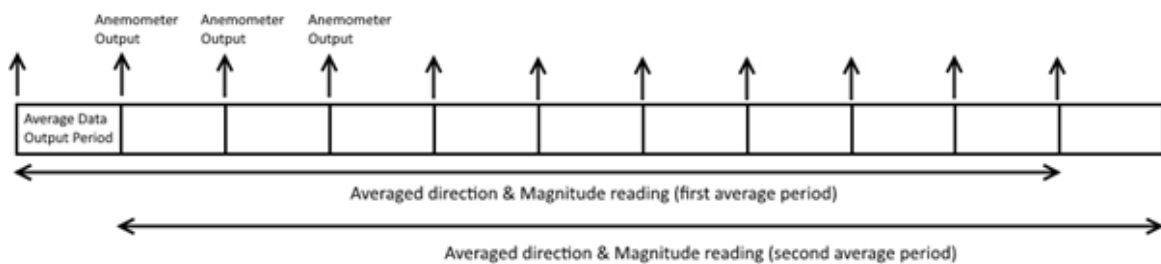 Anemometer
Output
Anemometer
Output
Anemometer
Output
Average Data
Output Period
Averaged direction & Magnitude reading (first average period)
Averaged direction & Magnitude reading (second average period)